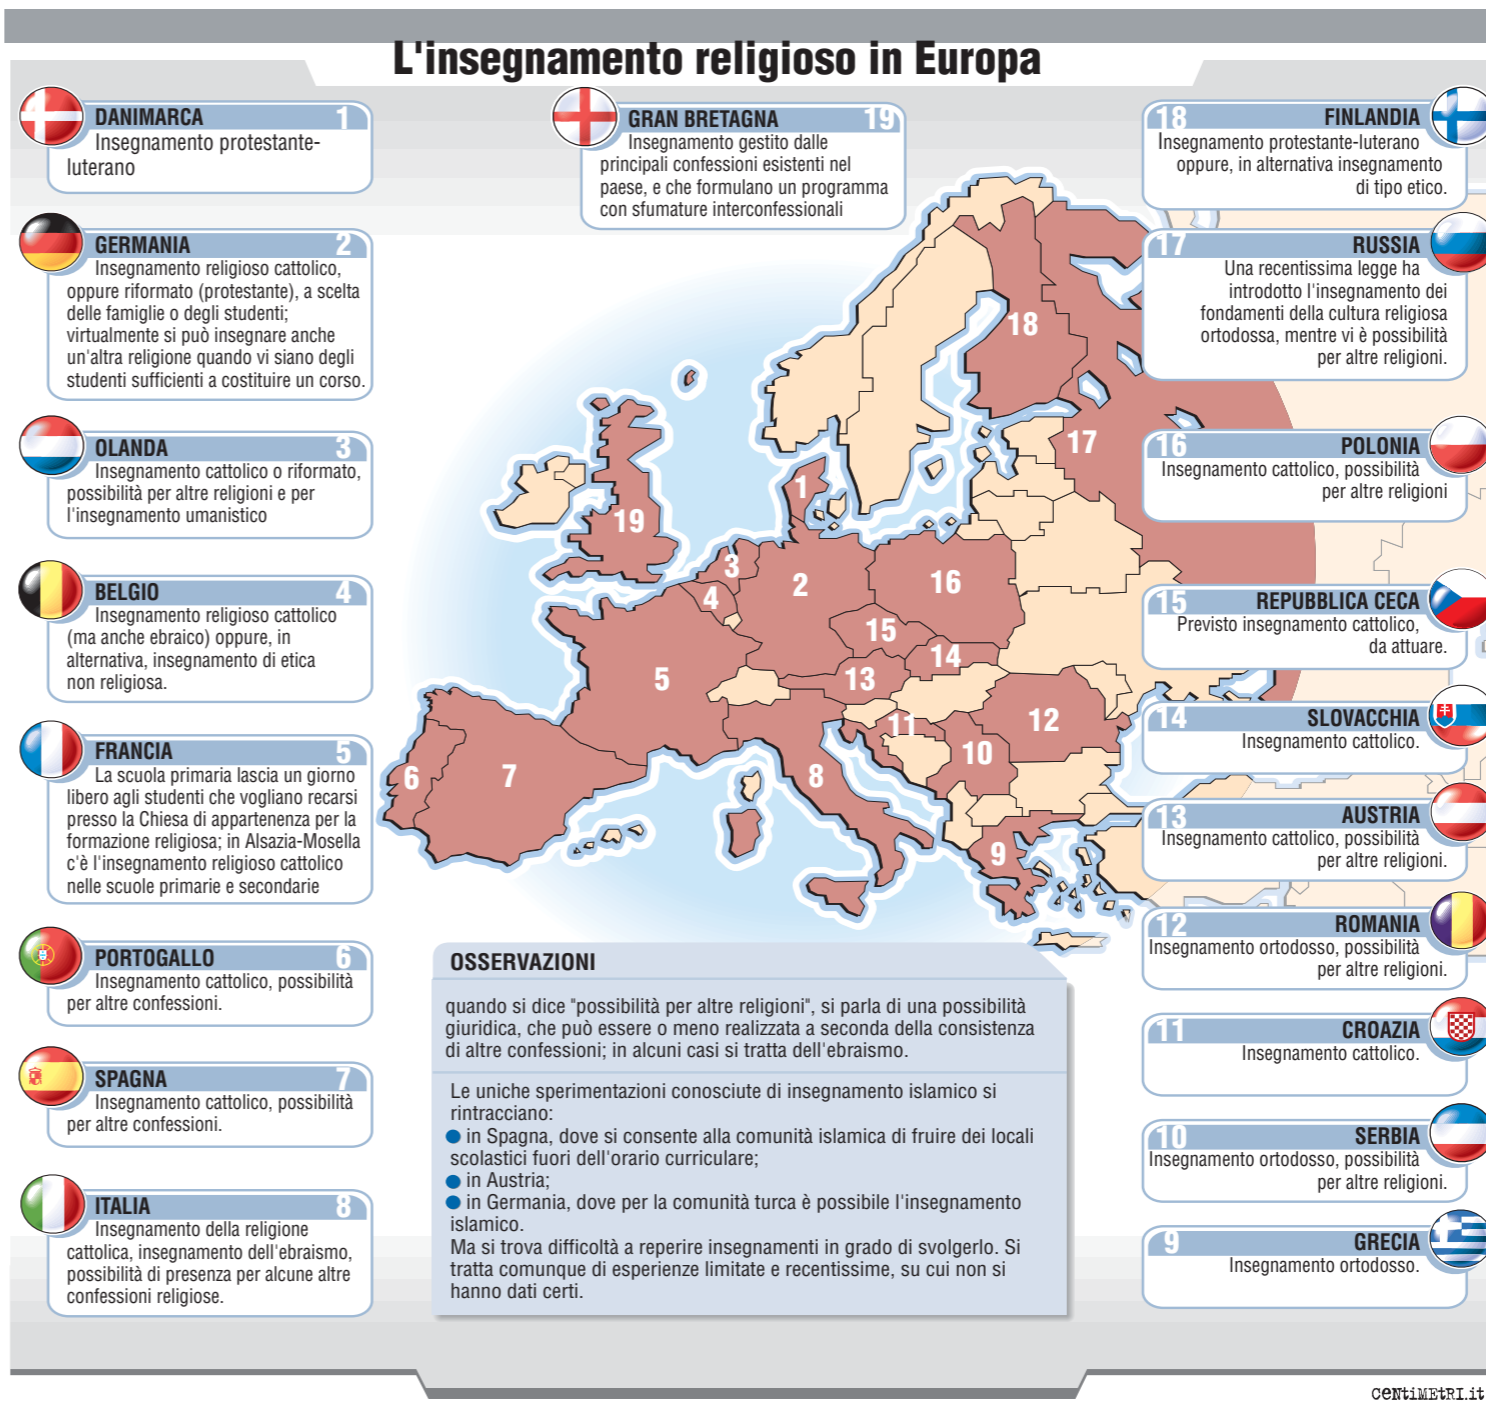 L'insegnamento religioso in Europa
DANIMARCA 1
Insegnamento protestante-
luterano
GERMANIA 2
Insegnamento religioso cattolico,
oppure riformato (protestante), a scelta
delle famiglie o degli studenti;
virtualmente si può insegnare anche
un'altra religione quando vi siano degli
studenti sufficienti a costituire un corso.
OLANDA 3
Insegnamento cattolico o riformato,
possibilità per altre religioni e per
l'insegnamento umanistico
BELGIO 4
Insegnamento religioso cattolico
(ma anche ebraico) oppure, in
alternativa, insegnamento di etica
non religiosa.
FRANCIA 5
La scuola primaria lascia un giorno
libero agli studenti che vogliano recarsi
presso la Chiesa di appartenenza per la
formazione religiosa; in Alsazia-Mosella
c'è l'insegnamento religioso cattolico
nelle scuole primarie e secondarie
PORTOGALLO 6
Insegnamento cattolico, possibilità
per altre confessioni.
SPAGNA 7
Insegnamento cattolico, possibilità
per altre confessioni.
ITALIA 8
Insegnamento della religione
cattolica, insegnamento dell'ebraismo,
possibilità di presenza per alcune altre
confessioni religiose.
GRAN BRETAGNA 19
Insegnamento gestito dalle
principali confessioni esistenti nel
paese, e che formulano un programma
con sfumature interconfessionali
18
17
1
19
3
2
16
4
15
14
5
13
12
11
10
6
7
8
9
OSSERVAZIONI
quando si dice "possibilità per altre religioni", si parla di una possibilità
giuridica, che può essere o meno realizzata a seconda della consistenza
di altre confessioni; in alcuni casi si tratta dell'ebraismo.
Le uniche sperimentazioni conosciute di insegnamento islamico si
rintracciano:
● in Spagna, dove si consente alla comunità islamica di fruire dei locali
scolastici fuori dell'orario curriculare;
● in Austria;
● in Germania, dove per la comunità turca è possibile l'insegnamento
islamico.
Ma si trova difficoltà a reperire insegnamenti in grado di svolgerlo. Si
tratta comunque di esperienze limitate e recentissime, su cui non si
hanno dati certi.
18 FINLANDIA
Insegnamento protestante-luterano
oppure, in alternativa insegnamento
di tipo etico.
17 RUSSIA
Una recentissima legge ha
introdotto l'insegnamento dei
fondamenti della cultura religiosa
ortodossa, mentre vi è possibilità
per altre religioni.
16 POLONIA
Insegnamento cattolico, possibilità
per altre religioni
15 REPUBBLICA CECA
Previsto insegnamento cattolico,
da attuare.
14 SLOVACCHIA
Insegnamento cattolico.
13 AUSTRIA
Insegnamento cattolico, possibilità
per altre religioni.
12 ROMANIA
Insegnamento ortodosso, possibilità
per altre religioni.
11 CROAZIA
Insegnamento cattolico.
10 SERBIA
Insegnamento ortodosso, possibilità
per altre religioni.
9 GRECIA
Insegnamento ortodosso.
CeNtiMEtRI.it